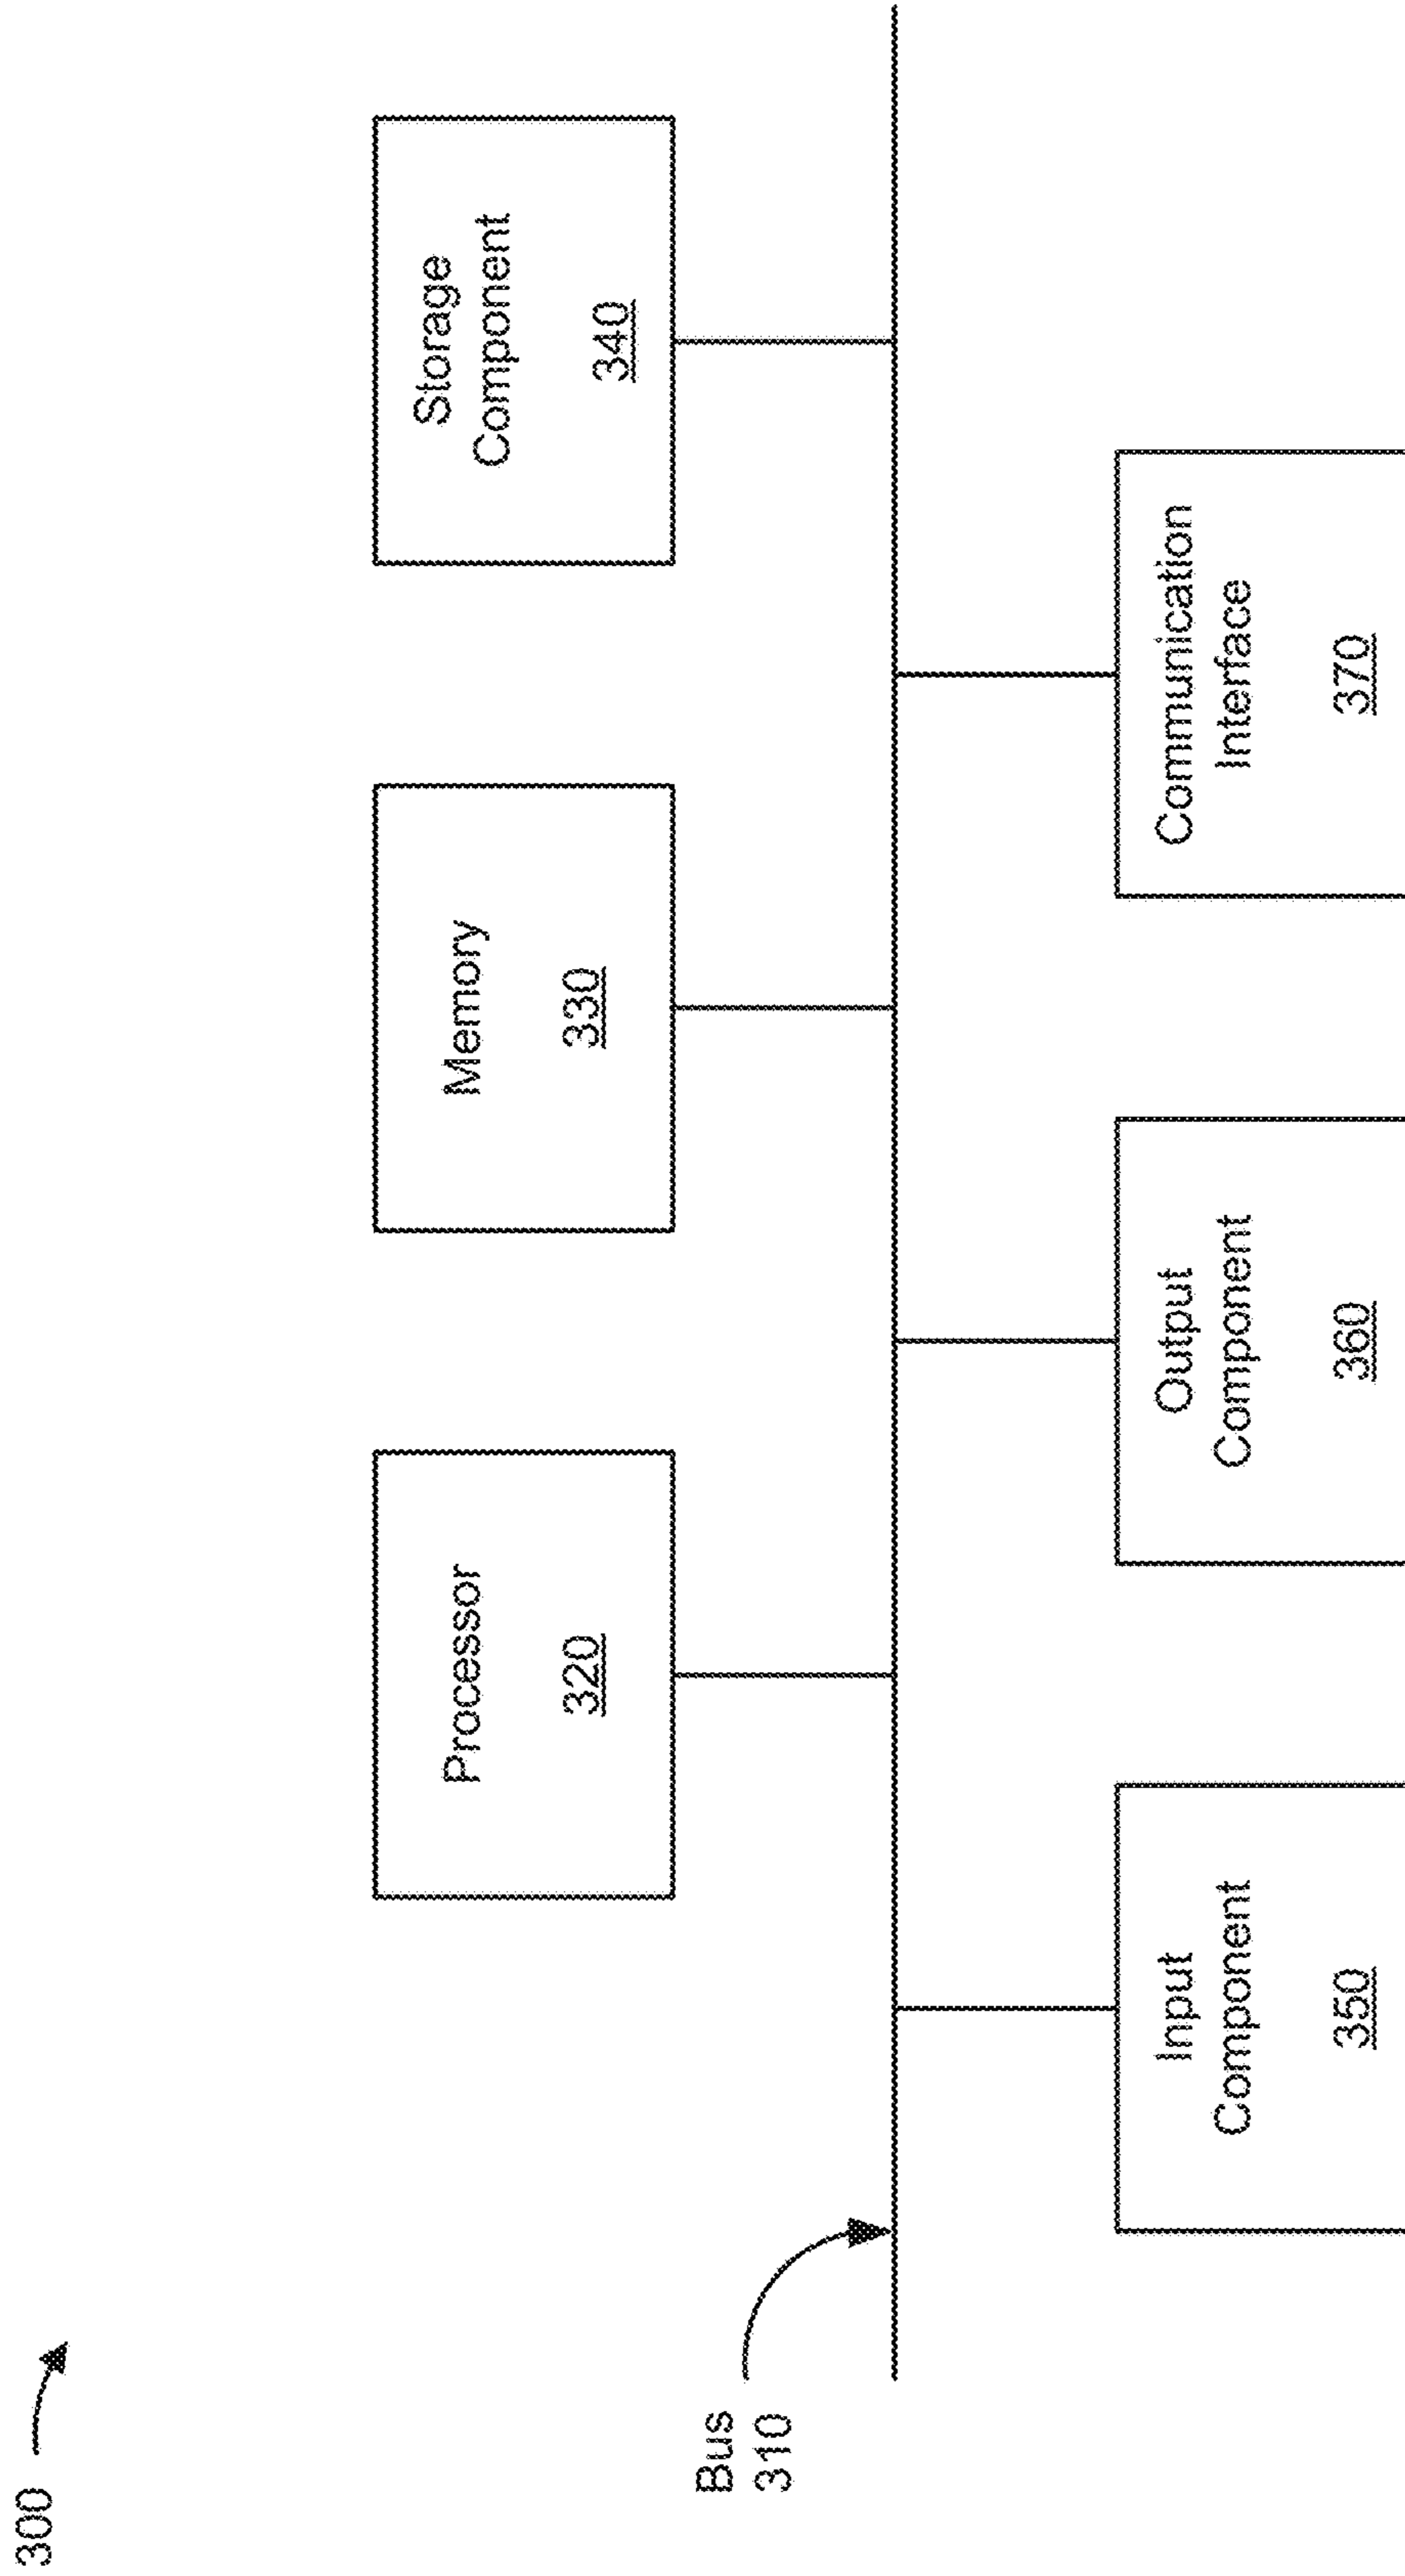 300
Processor
320
Memory
330
Storage
Component
340
Bus
310
Input
Component
350
Output
Component
360
Communication
Interface
370